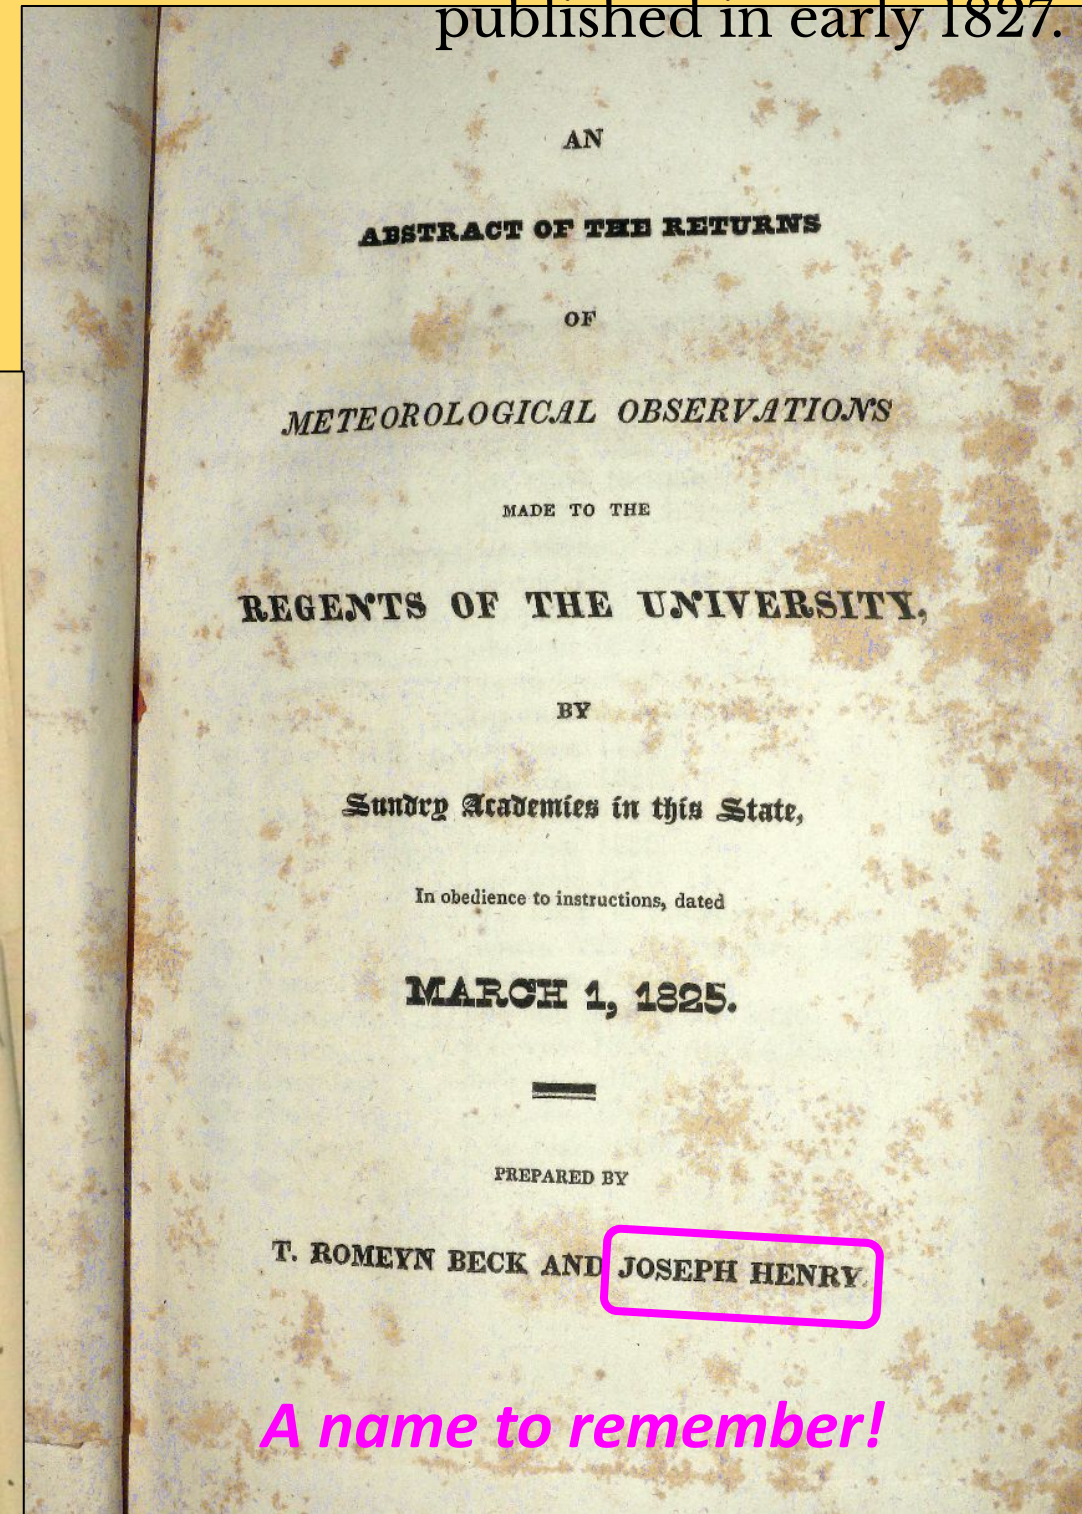 published in early 1827.
AN
ABSTRACT OF THE RETURNS
OF
METEOROLOGICAL OBSERVATIONS
MADE TO THE
REGENTS OF THE UNIVERSITY,
BY
Sundry Academies in this State,
In obedience to instructions, dated
MARCH 1, 1825.
PREPARED BY
T. ROMEYN BECK AND JOSEPH HENRY.
A name to remember!